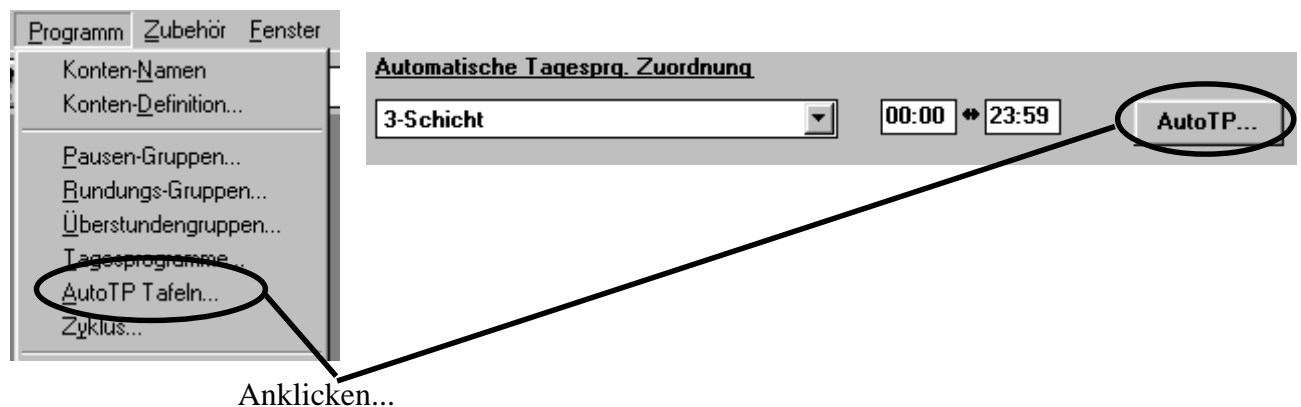 Programm Zubehör Fenster
Konten-Namen
Konten-Definition...
Pausen-Gruppen...
Rundungs-Gruppen...
Überstundengruppen...
Tagesprogramme...
AutoTP Tafeln...
Zyklus...
Automatische Tagesprg. Zuordnung
3-Schicht 00:00 ⬌ 23:59 AutoTP...
Anklicken...